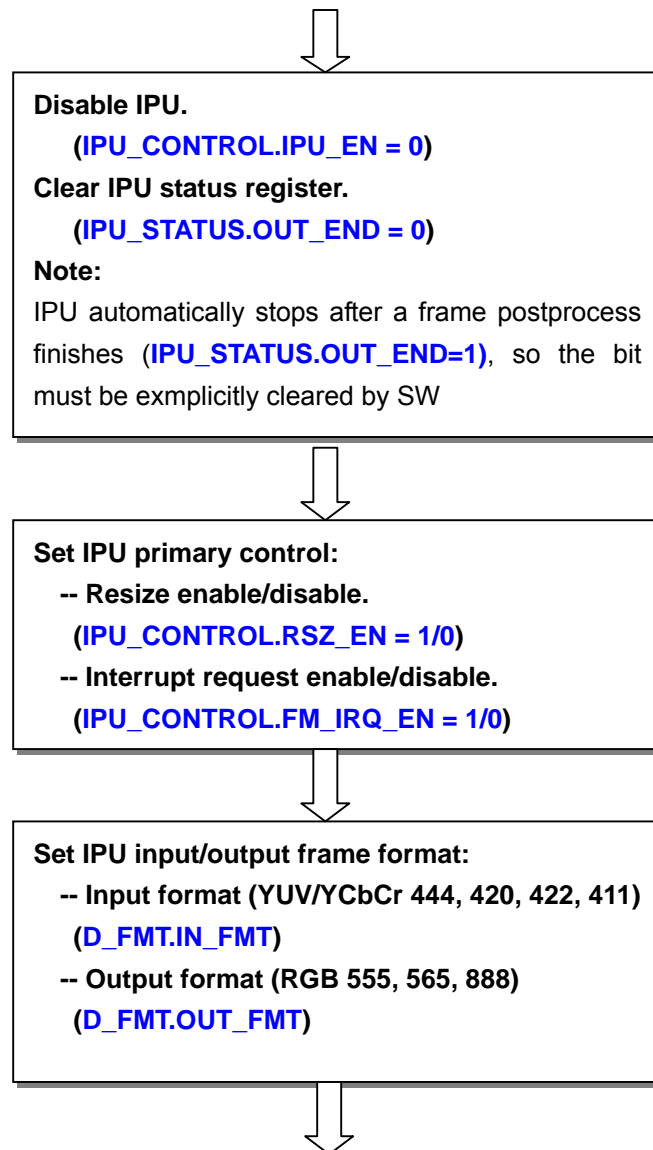 Disable IPU.
(IPU_CONTROL.IPU_EN = 0)
Clear IPU status register.
(IPU_STATUS.OUT_END = 0)
Note:
IPU automatically stops after a frame postprocess
finishes (IPU_STATUS.OUT_END=1), so the bit
must be exmplicitly cleared by SW
Set IPU primary control:
-- Resize enable/disable.
(IPU_CONTROL.RSZ_EN = 1/0)
-- Interrupt request enable/disable.
(IPU_CONTROL.FM_IRQ_EN = 1/0)
Set IPU input/output frame format:
-- Input format (YUV/YCbCr 444, 420, 422, 411)
(D_FMT.IN_FMT)
-- Output format (RGB 555, 565, 888)
(D_FMT.OUT_FMT)